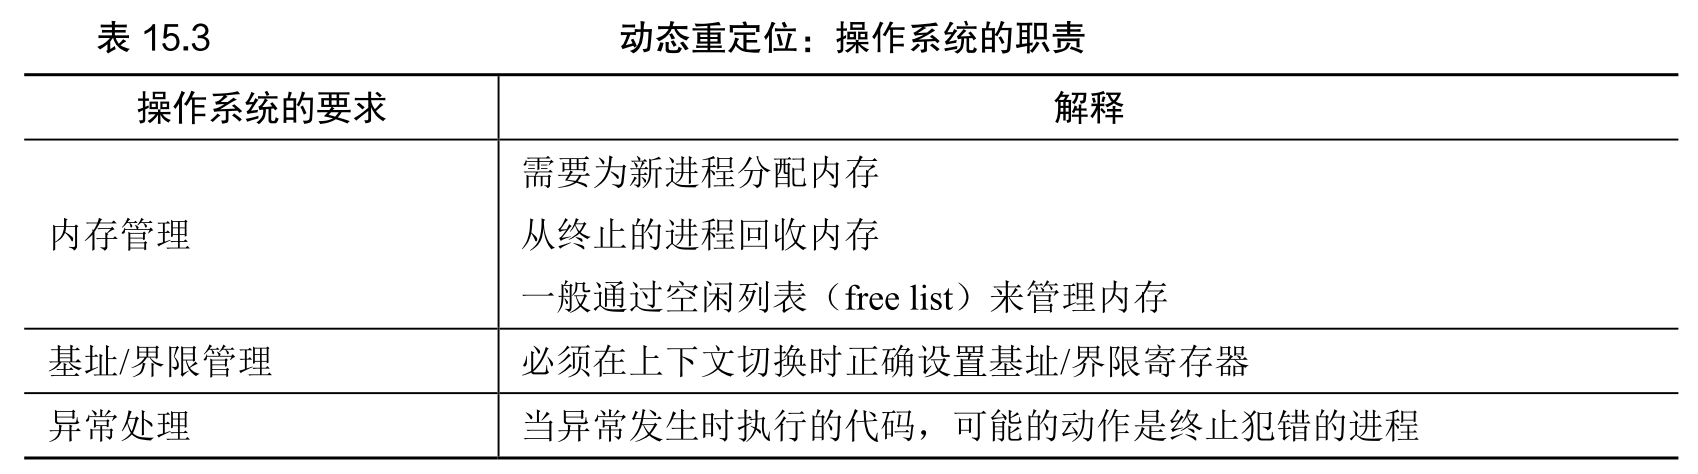 表 15.3 动态重定位：操作系统的职责
操作系统的要求 解释
内存管理
需要为新进程分配内存
从终止的进程回收内存
一般通过空闲列表（free list）来管理内存
基址/界限管理 必须在上下文切换时正确设置基址/界限寄存器
异常处理 当异常发生时执行的代码，可能的动作是终止犯错的进程